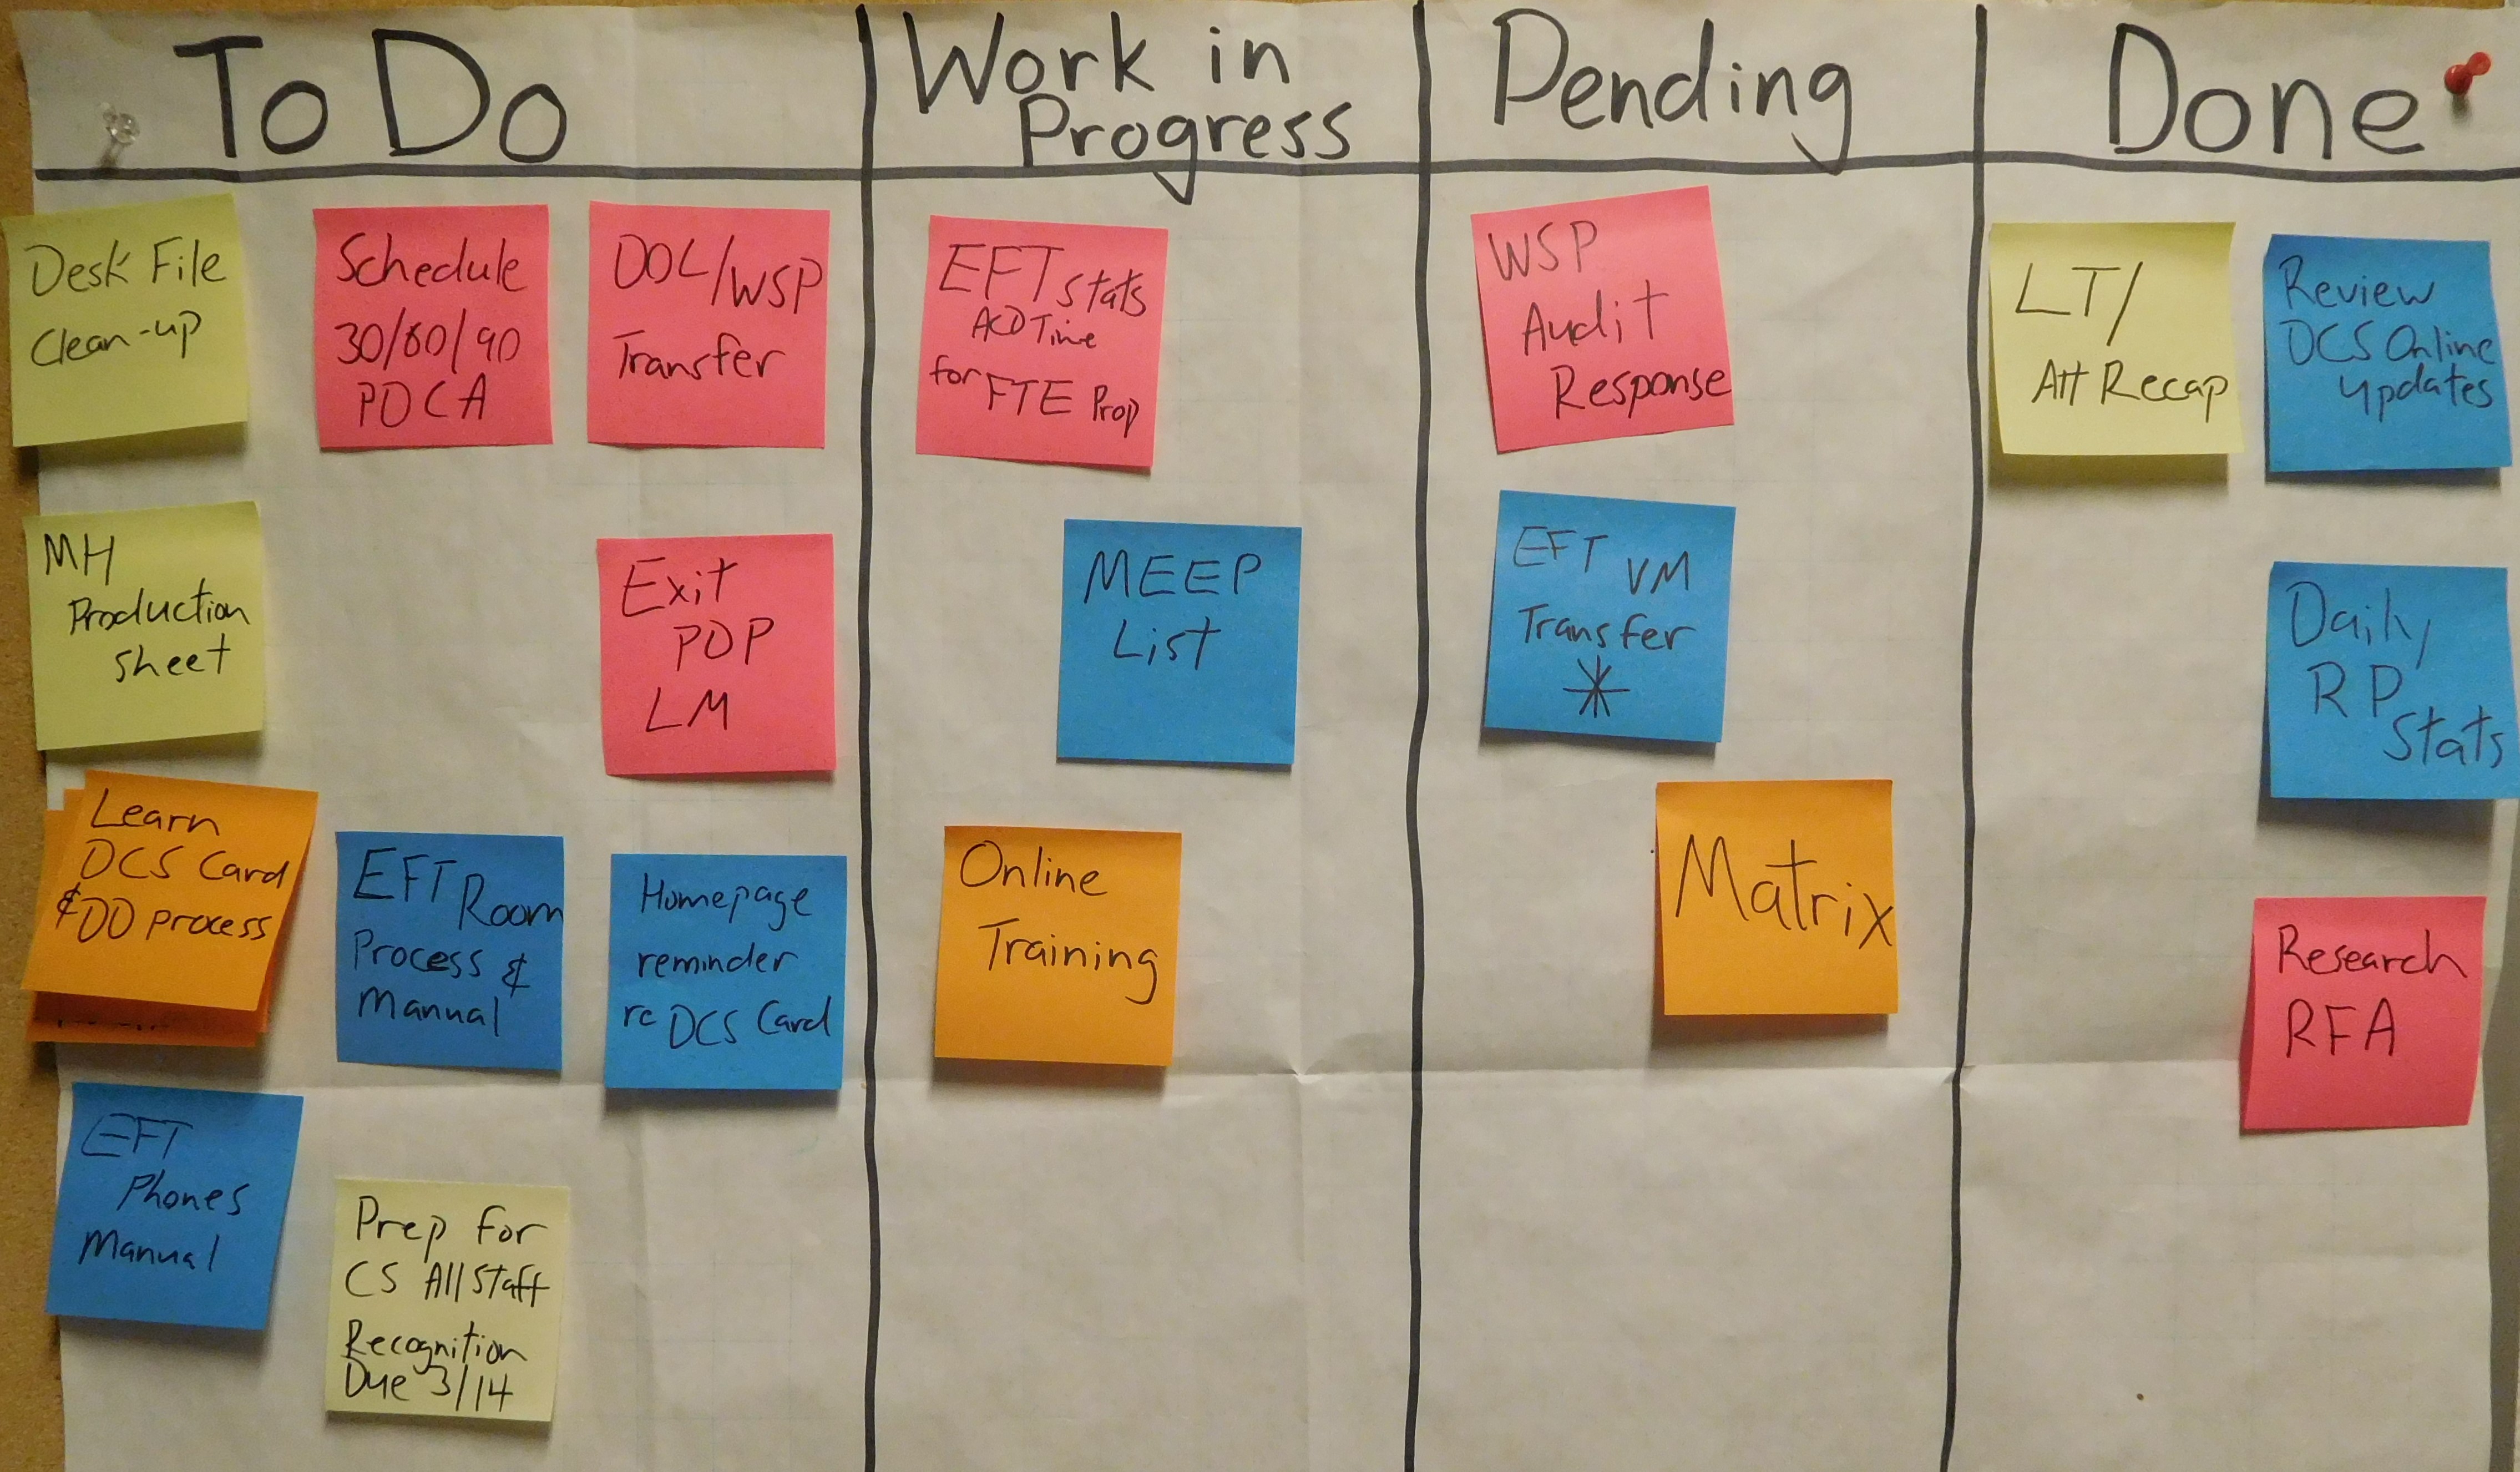 To Do
Work in
Progress
Pending
Done
Desk File
Clean-up
Schedule
30/60/90
PDCA
DOL/WSP
Transfer
MH
Production
sheet
Exit
PDP
LM
Learn
DCS Card
& DD process
EFT Room
Process &
Manual
Homepage
reminder
re DCS Card
EFT
Phones
Manual
Prep for
CS All Staff
Recognition
Due 3/14
EFT Stats
ACD Time
for FTE Prop
MEEP
List
Online
Training
WSP
Audit
Response
EFT VM
Transfer
*
Matrix
LT/
Att Recap
Review
DCS Online
updates
Daily
RP
Stats
Research
RFA